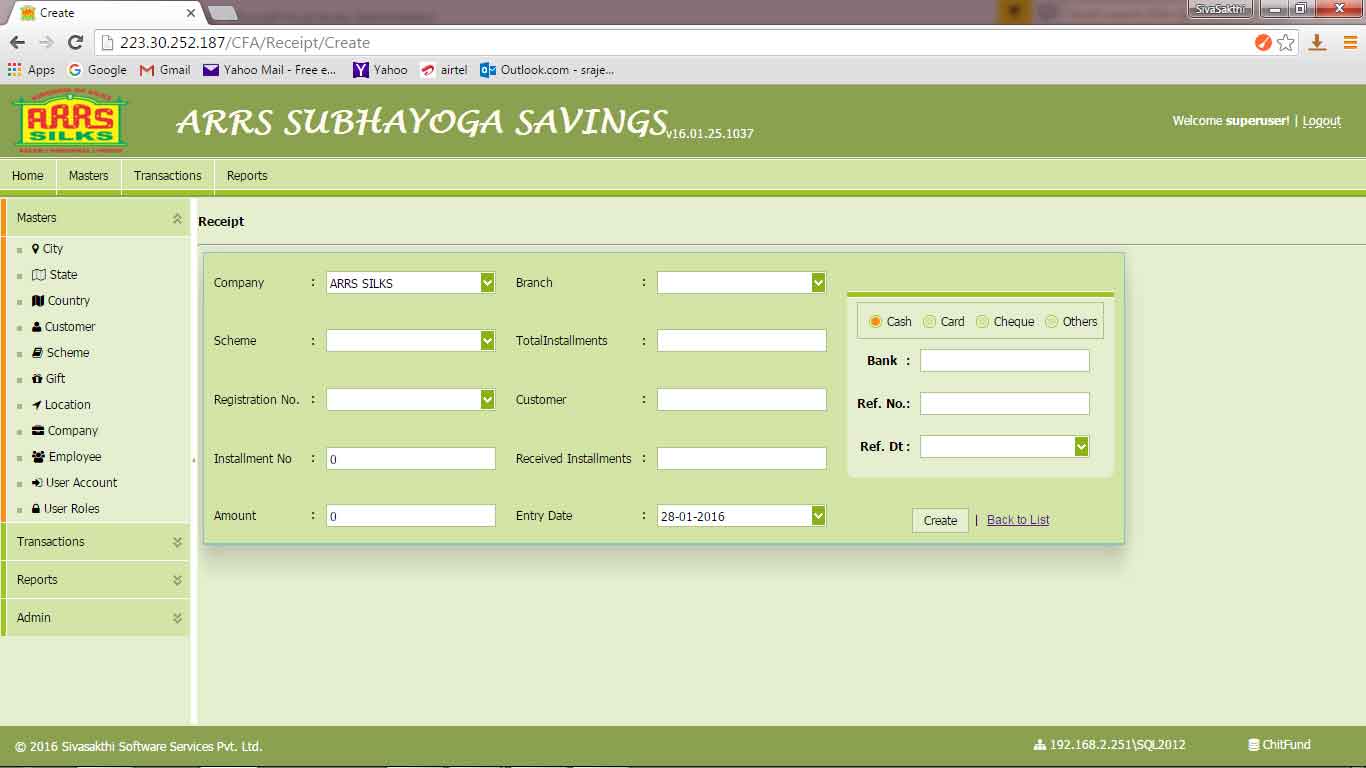 Create
SivaSakthi
223.30.252.187/CFA/Receipt/Create
Apps Google Gmail Yahoo Mail - Free e... Yahoo airtel Outlook.com - sraje...
ARRS
SILKS
ARRS SUBHAYOGA SAVINGS v16.01.25.1037
Welcome superuser! | Logout
Home Masters Transactions Reports
Masters
City
State
Country
Customer
Scheme
Gift
Location
Company
Employee
User Account
User Roles
Transactions
Reports
Admin
Receipt
Company : ARRS SILKS Branch :
Scheme : TotalInstallments :
Registration No. : Customer :
Installment No : 0 Received Installments :
Amount : 0 Entry Date : 28-01-2016
Cash Card Cheque Others
Bank :
Ref. No.:
Ref. Dt :
Create | Back to List
© 2016 Sivasakthi Software Services Pvt. Ltd. 192.168.2.251\SQL2012 ChitFund